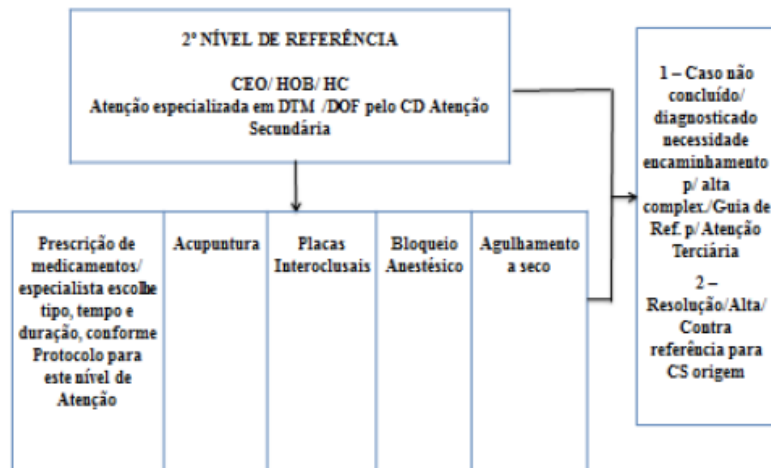 2º NÍVEL DE REFERÊNCIA
CEO/ HOB/ HC
Atenção especializada em DTM /DOF pelo CD Atenção
Secundária
Prescrição de
medicamentos/
especialista escolhe
tipo, tempo e
duração, conforme
Protocolo para
este nível de
Atenção
Acupuntura
Placas
Interoclusais
Bloqueio
Anestésico
Agulhamento
a seco
1 – Caso não
concluído/
diagnosticado
necessidade
encaminhamento
p/ alta
complex./Guia de
Ref. p/ Atenção
Terciária
2 –
Resolução/Alta/
Contra
referência para
CS origem